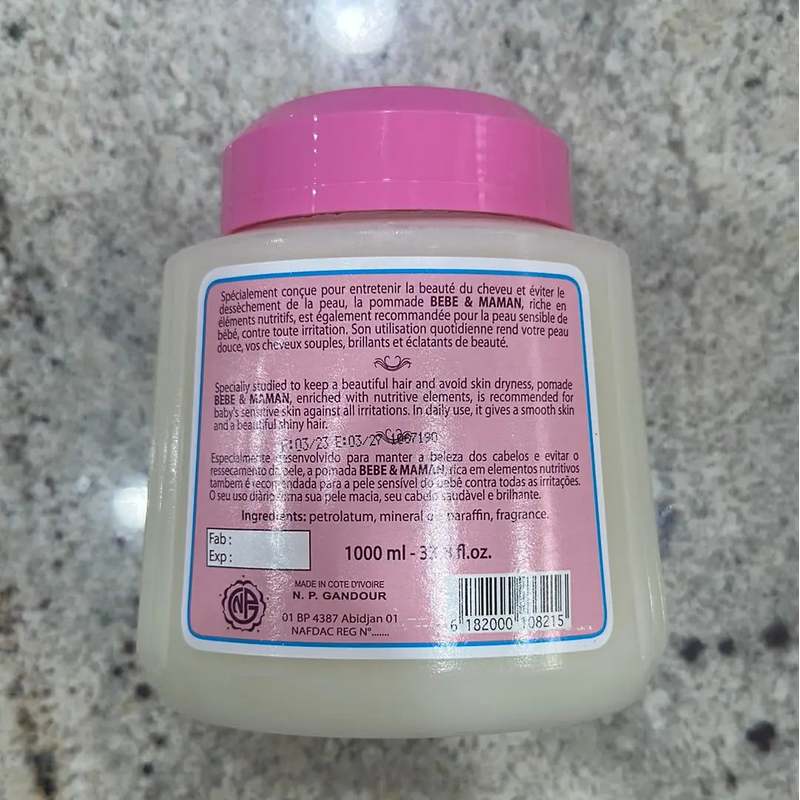 Spécialement conçue pour entretenir la beauté du cheveu et éviter le
dessèchement de la peau, la pommade BEBE & MAMAN, riche en
éléments nutritifs, est également recommandée pour la peau sensible de
bébé, contre toute irritation. Son utilisation quotidienne rend votre peau
douce, vos cheveux souples, brillants et éclatants de beauté.
Specially studied to keep a beautiful hair and avoid skin dryness, pomade
BEBE & MAMAN, enriched with nutritive elements, is recommended for
baby's sensitive skin against all irritations. In daily use, it gives a smooth skin
and a beautiful shiny hair.
F:03/23 E:03/27 1067190
Especialmente desenvolvido para manter a beleza dos cabelos e evitar o
ressecamento da pele, a pomada BEBE & MAMAN, rica em elementos nutritivos
também é recomendada para a pele sensível do bebê contra todas as irritações.
O seu uso diário torna sua pele macia, seu cabelo saudável e brilhante.
Ingredients: petrolatum, mineral oil, paraffin, fragrance.
Fab :
Exp :
1000 ml - 33.8 fl.oz.
MADE IN COTE D'IVOIRE
N. P. GANDOUR
01 BP 4387 Abidjan 01
NAFDAC REG N°.......
6 182000 108215